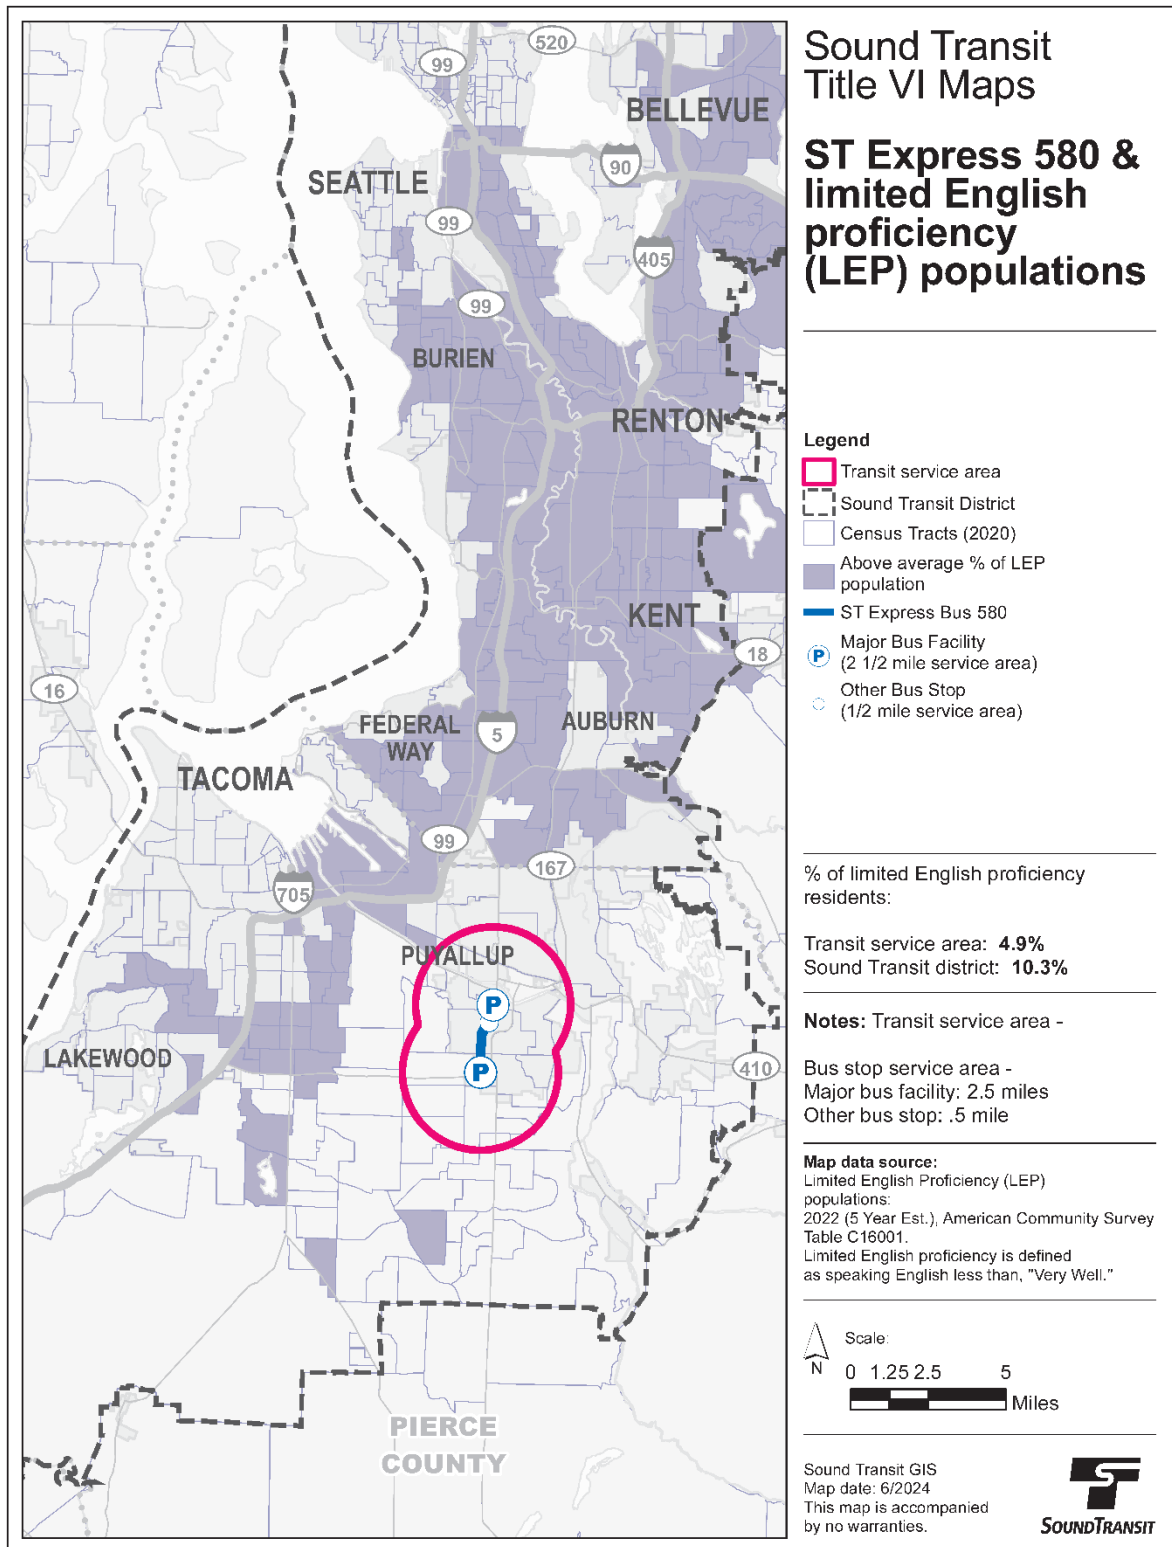 520
99
BELLEVUE
90
SEATTLE
99
405
99
BURIEN
RENTON
KENT
18
16
FEDERAL
WAY
5
AUBURN
TACOMA
99
167
705
PUYALLUP
P
LAKEWOOD
P
410
PIERCE
COUNTY
Sound Transit
Title VI Maps
ST Express 580 &
limited English
proficiency
(LEP) populations
Legend
Transit service area
Sound Transit District
Census Tracts (2020)
Above average % of LEP
population
ST Express Bus 580
P
Major Bus Facility
(2 1/2 mile service area)
Other Bus Stop
(1/2 mile service area)
% of limited English proficiency
residents:
Transit service area: 4.9%
Sound Transit district: 10.3%
Notes: Transit service area -
Bus stop service area -
Major bus facility: 2.5 miles
Other bus stop: .5 mile
Map data source:
Limited English Proficiency (LEP)
populations:
2022 (5 Year Est.), American Community Survey
Table C16001.
Limited English proficiency is defined
as speaking English less than, "Very Well."
N
Scale:
0 1.25 2.5 5
Miles
Sound Transit GIS
Map date: 6/2024
This map is accompanied
by no warranties.
SOUNDTRANSIT